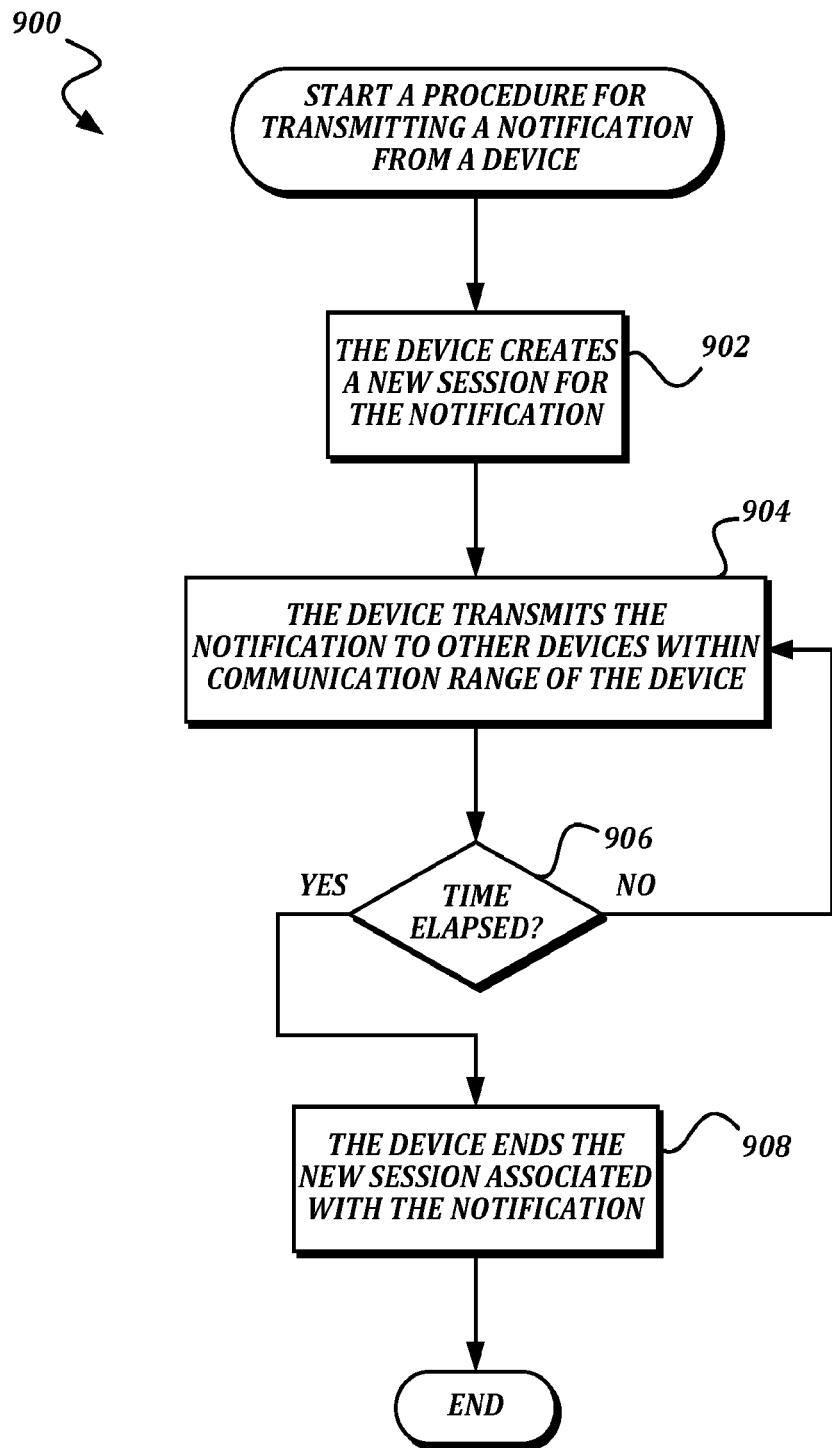 900
START A PROCEDURE FOR
TRANSMITTING A NOTIFICATION
FROM A DEVICE
THE DEVICE CREATES
A NEW SESSION FOR
THE NOTIFICATION
902
904
THE DEVICE TRANSMITS THE
NOTIFICATION TO OTHER DEVICES WITHIN
COMMUNICATION RANGE OF THE DEVICE
906
YES
TIME
ELAPSED?
NO
THE DEVICE ENDS THE
NEW SESSION ASSOCIATED
WITH THE NOTIFICATION
908
END